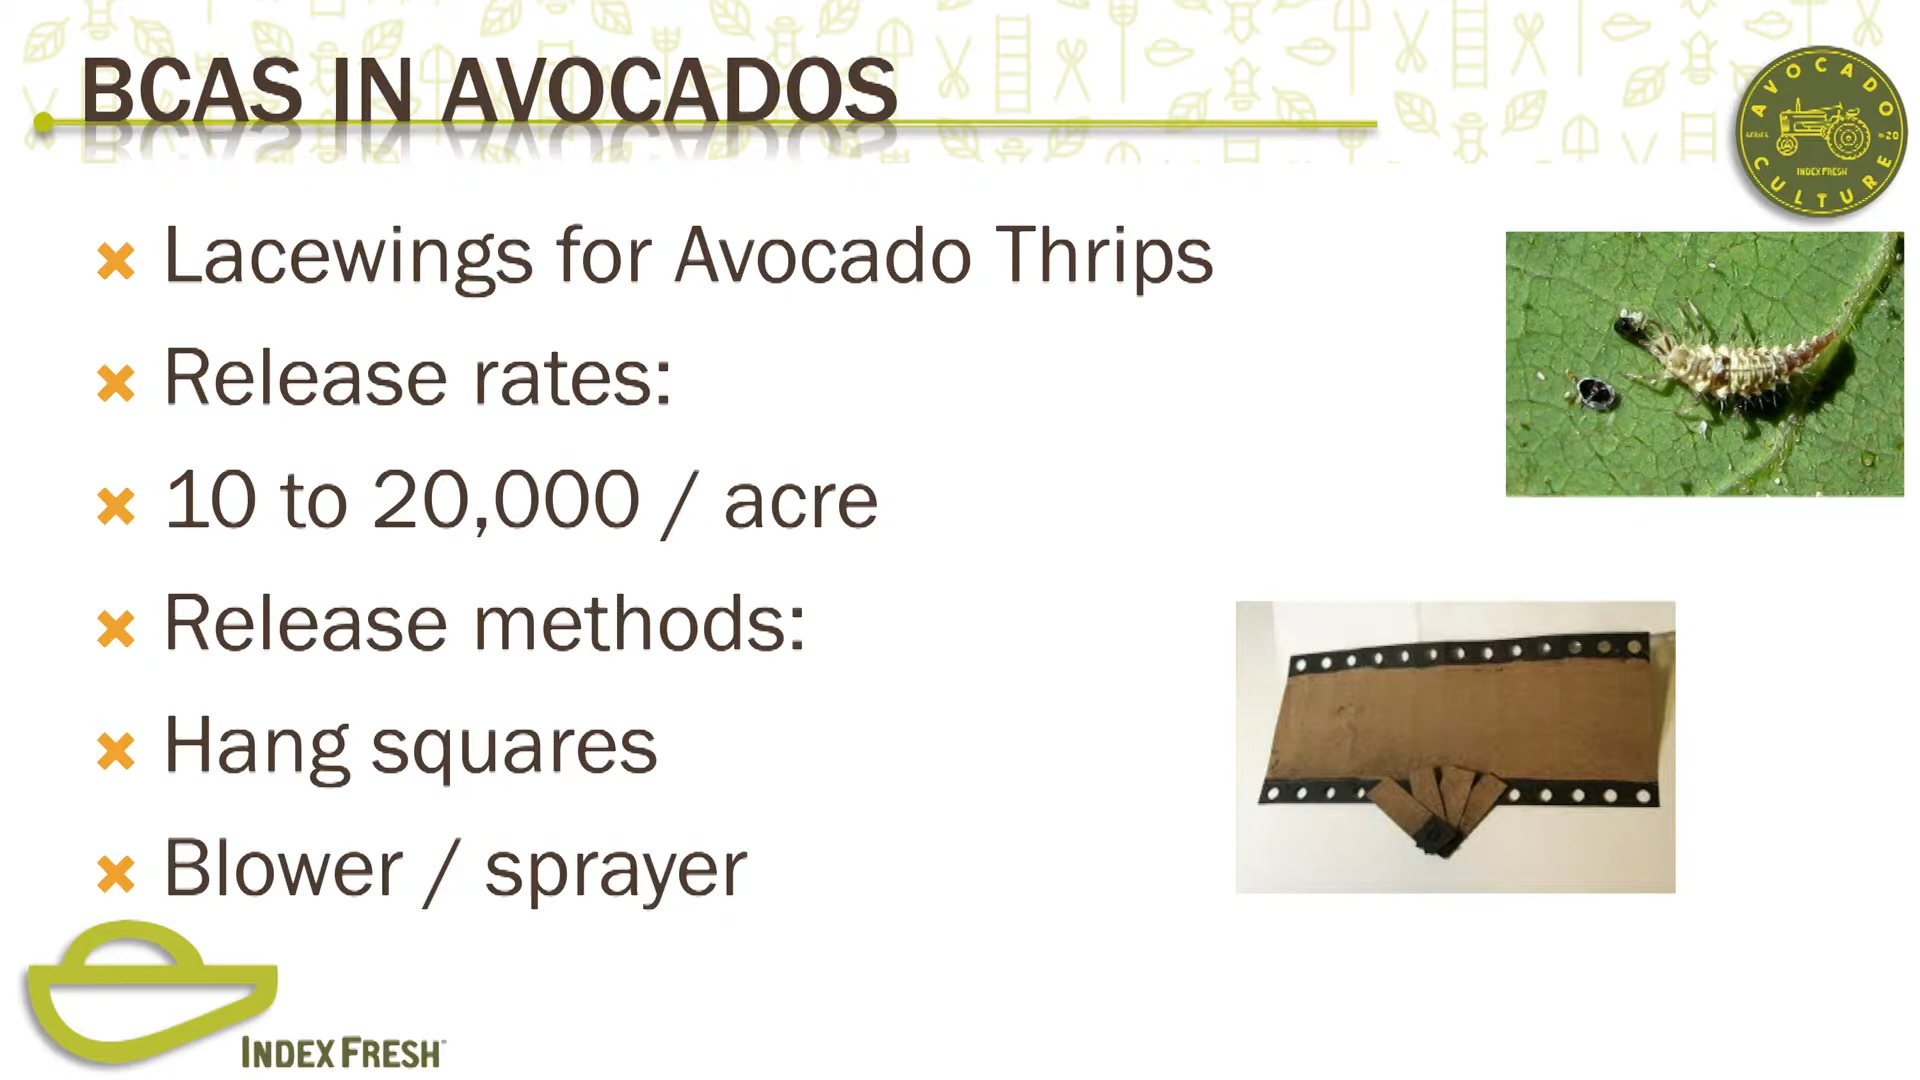 BCAS IN AVOCADOS
AVOCADO
SERIES
INDEX FRESH
CULTURE
Lacewings for Avocado Thrips
Release rates:
10 to 20,000 / acre
Release methods:
Hang squares
Blower / sprayer
INDEX FRESH